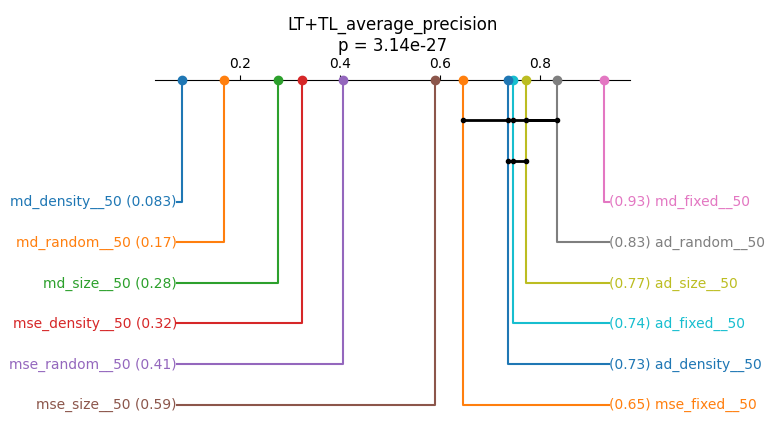 LT+TL_average_precision
p = 3.14e-27
0.2 0.4 0.6 0.8
md_density__50 (0.083) (0.93) md_fixed__50
md_random__50 (0.17) (0.83) ad_random__50
md_size__50 (0.28) (0.77) ad_size__50
mse_density__50 (0.32) (0.74) ad_fixed__50
mse_random__50 (0.41) (0.73) ad_density__50
mse_size__50 (0.59) (0.65) mse_fixed__50